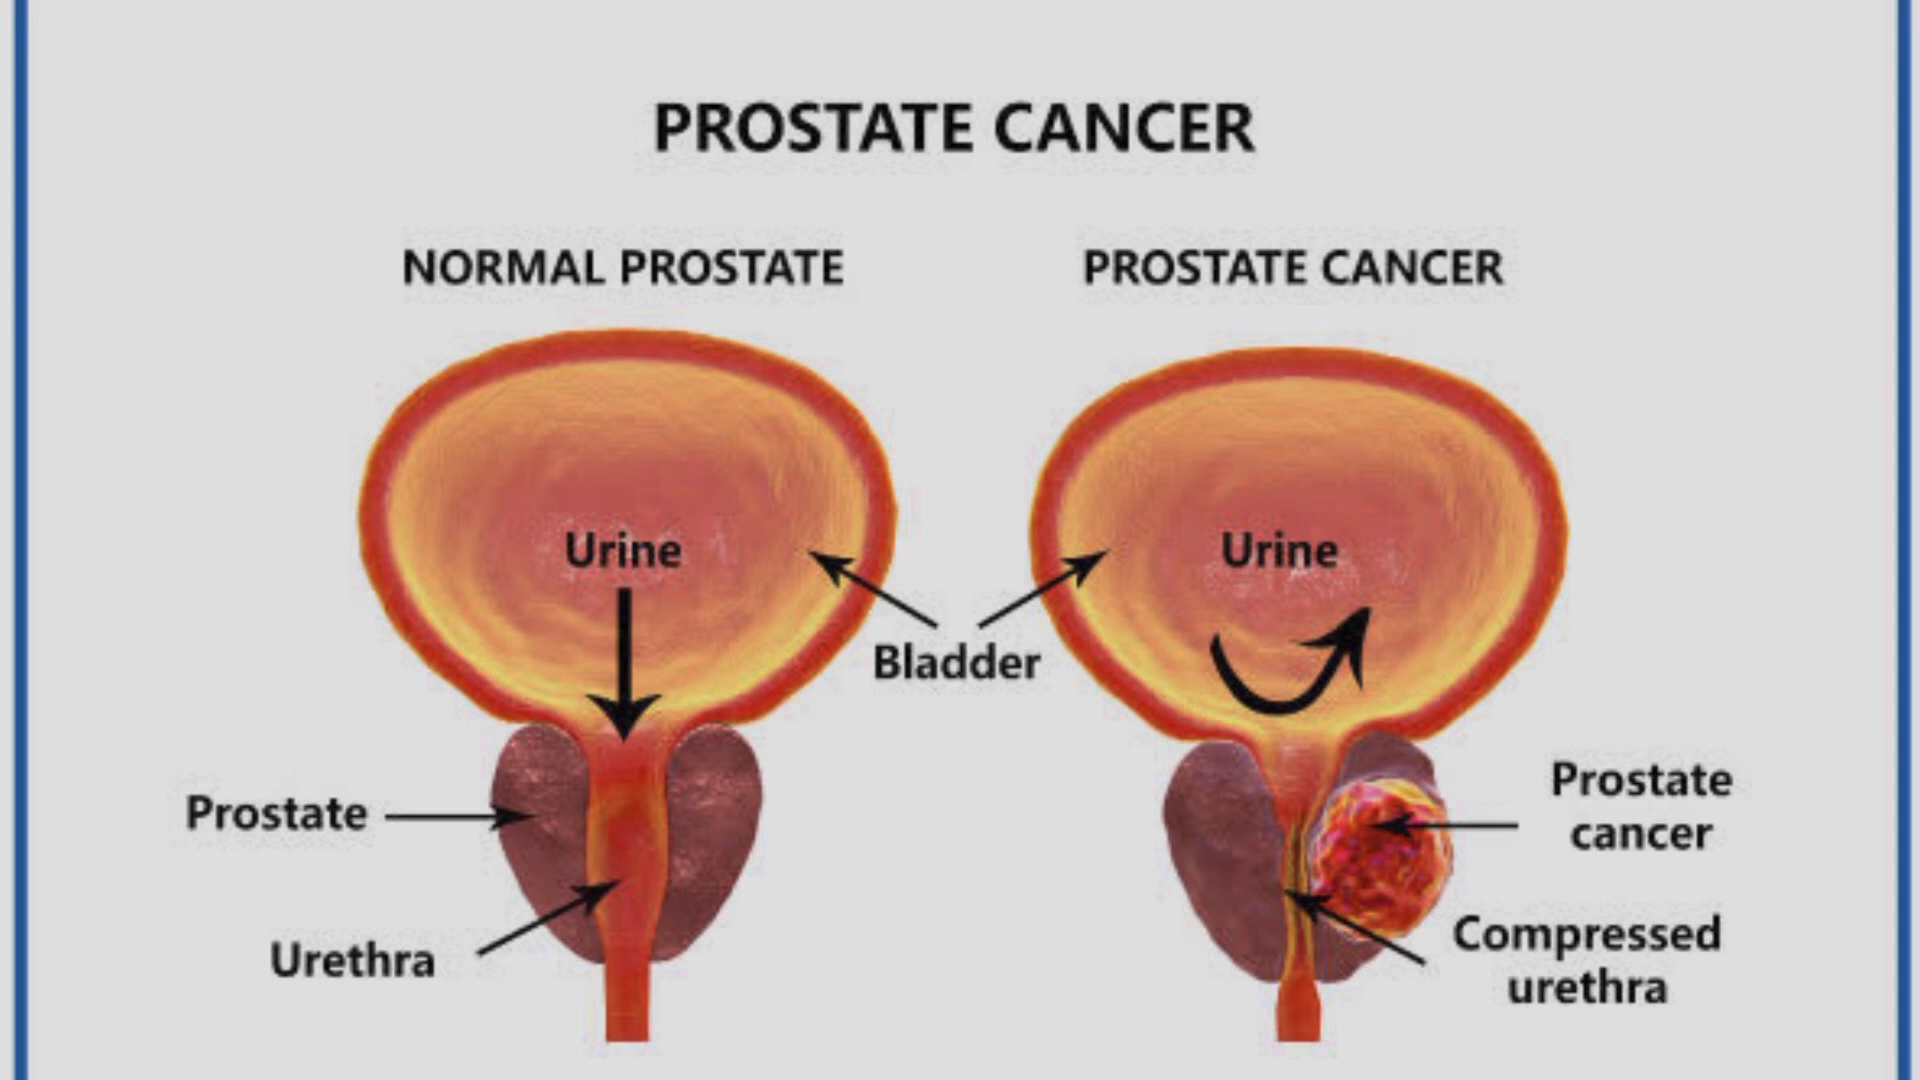 PROSTATE CANCER
NORMAL PROSTATE
PROSTATE CANCER
Urine
Urine
Bladder
Prostate
Prostate
cancer
Urethra
Compressed
urethra